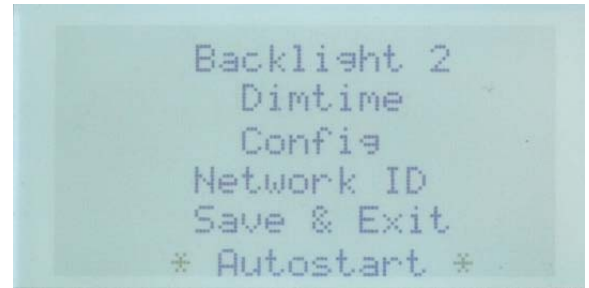 Backlight 2
Dimtime
Config
Network ID
Save & Exit
* Autostart *